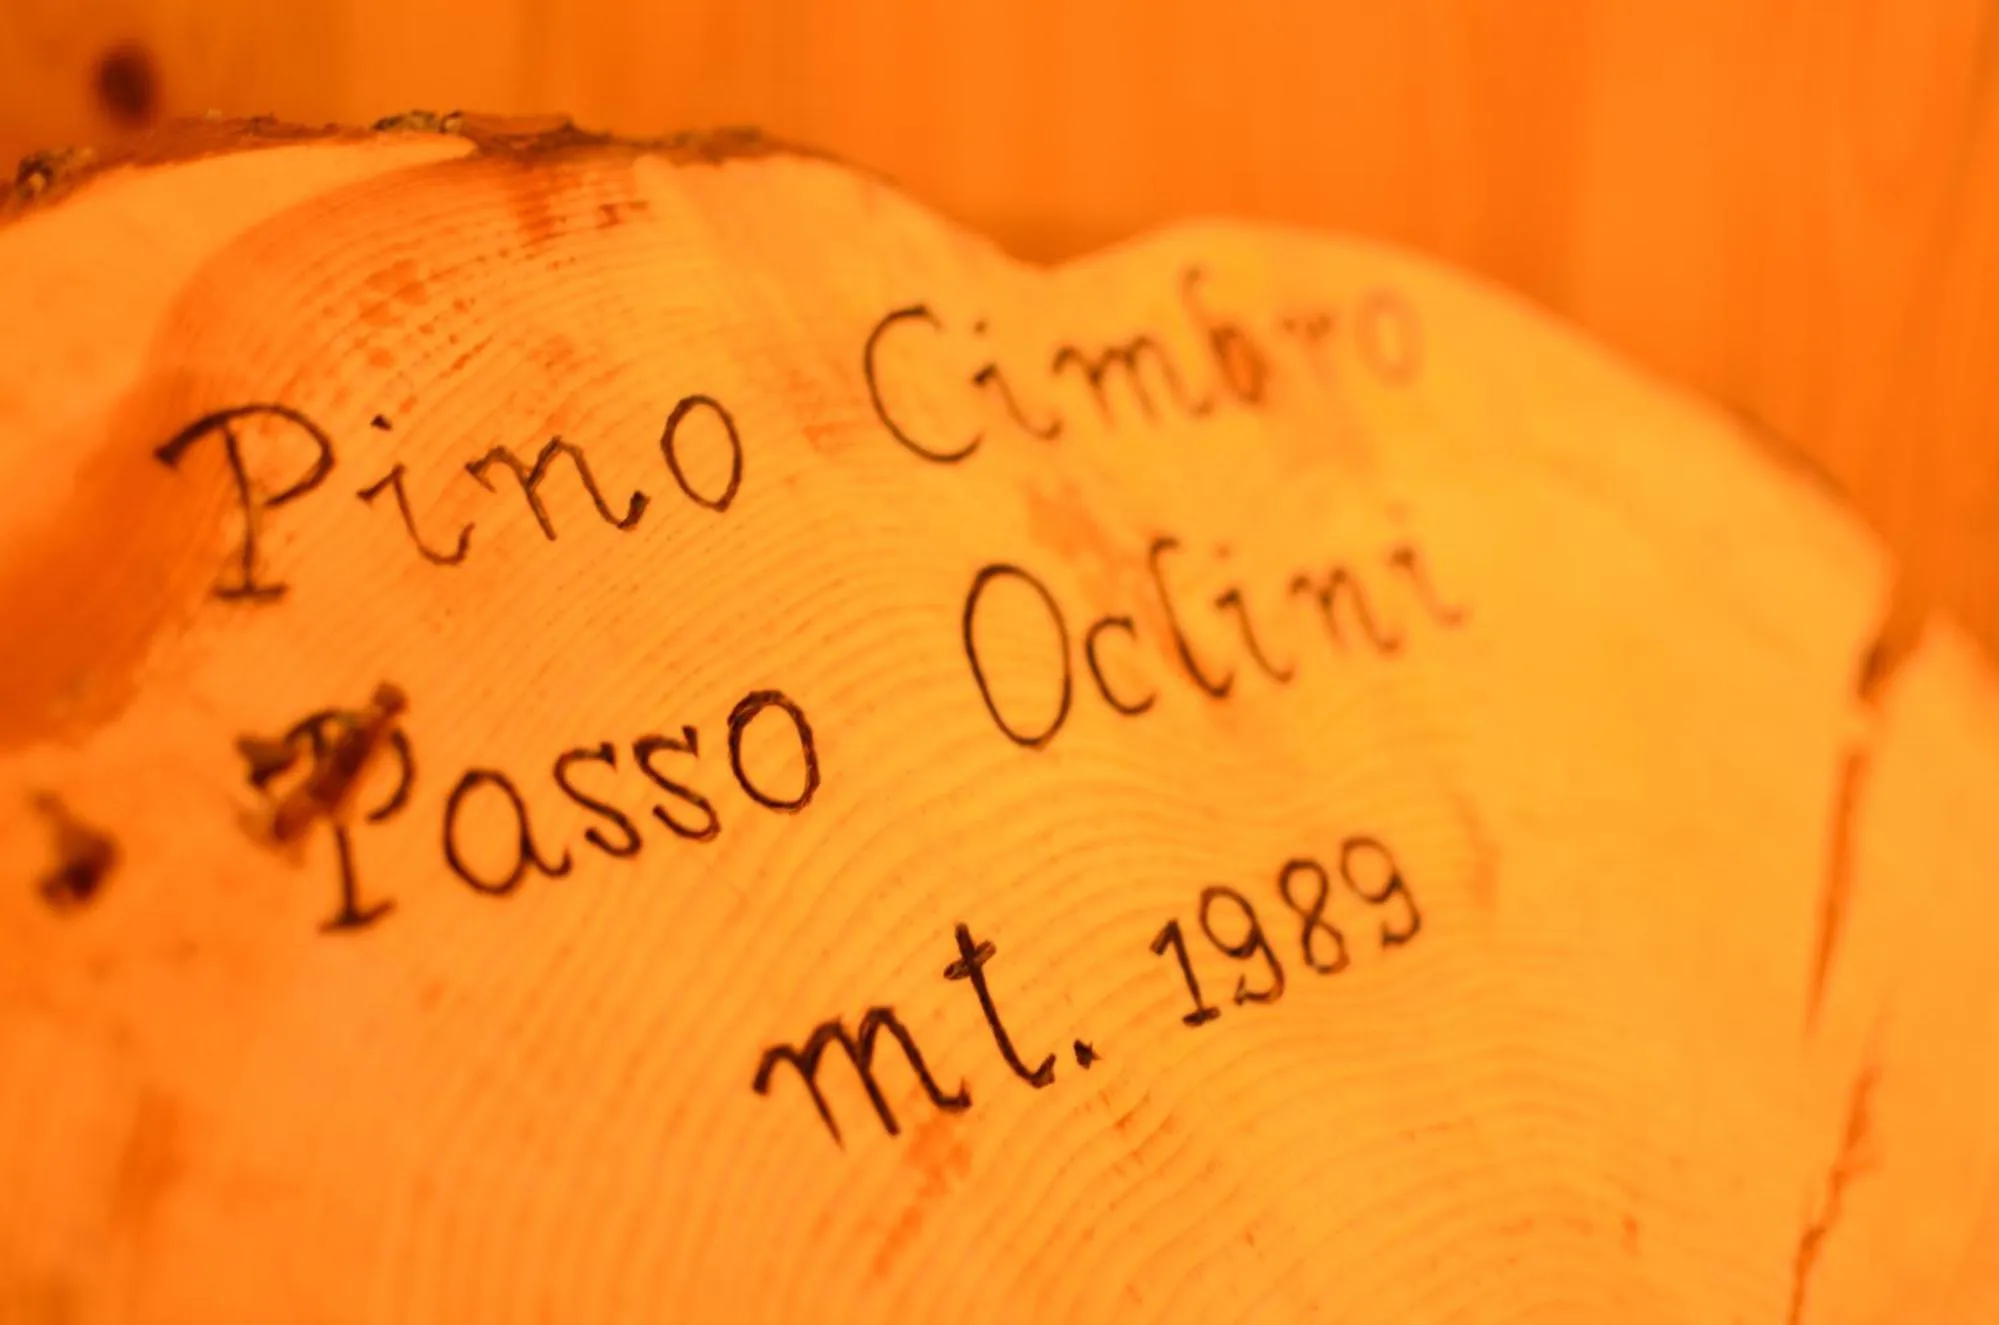 Pino Cimbro
Passo Oclini
mt. 1989